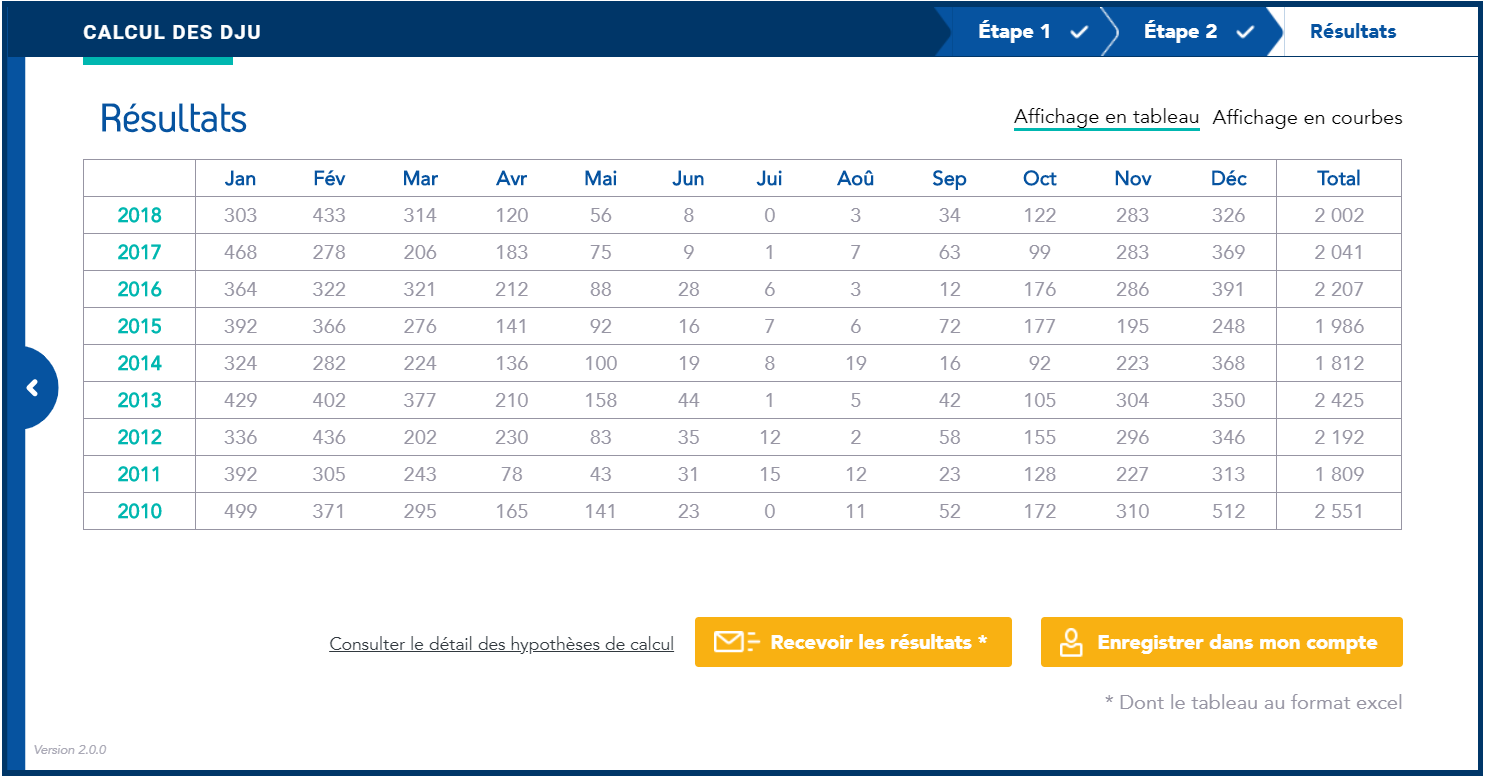 CALCUL DES DJU Étape 1 Étape 2 Résultats
Résultats Affichage en tableau Affichage en courbes
Jan Fév Mar Avr Mai Jun Jui Aoû Sep Oct Nov Déc Total
2018 303 433 314 120 56 8 0 3 34 122 283 326 2 002
2017 468 278 206 183 75 9 1 7 63 99 283 369 2 041
2016 364 322 321 212 88 28 6 3 12 176 286 391 2 207
2015 392 366 276 141 92 16 7 6 72 177 195 248 1 986
2014 324 282 224 136 100 19 8 19 16 92 223 368 1 812
2013 429 402 377 210 158 44 1 5 42 105 304 350 2 425
2012 336 436 202 230 83 35 12 2 58 155 296 346 2 192
2011 392 305 243 78 43 31 15 12 23 128 227 313 1 809
2010 499 371 295 165 141 23 0 11 52 172 310 512 2 551
Consulter le détail des hypothèses de calcul Recevoir les résultats * Enregistrer dans mon compte
* Dont le tableau au format excel
Version 2.0.0